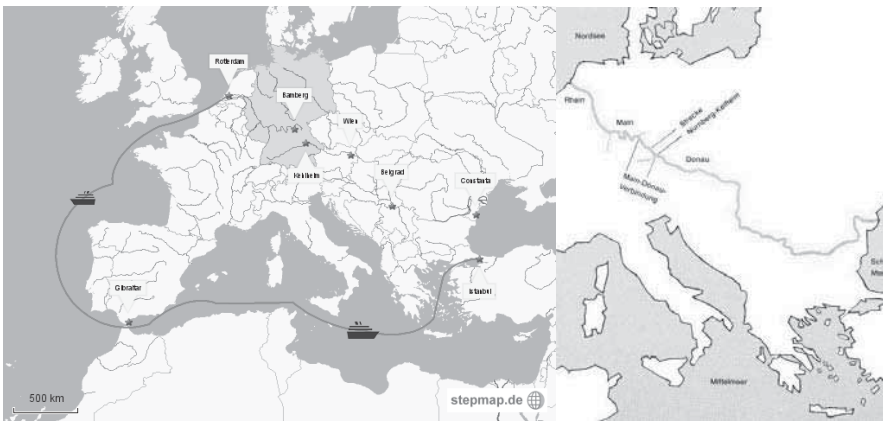 Rotterdam
Bamberg
Wien
Kehlheim
Belgrad
Constanta
Gibraltar
Istanbul
500 km
stepmap.de
Nordsee
Rhein
Main
Strecke
Nürnberg-Kelheim
Donau
Main-Donau-
Verbindung
Mittelmeer